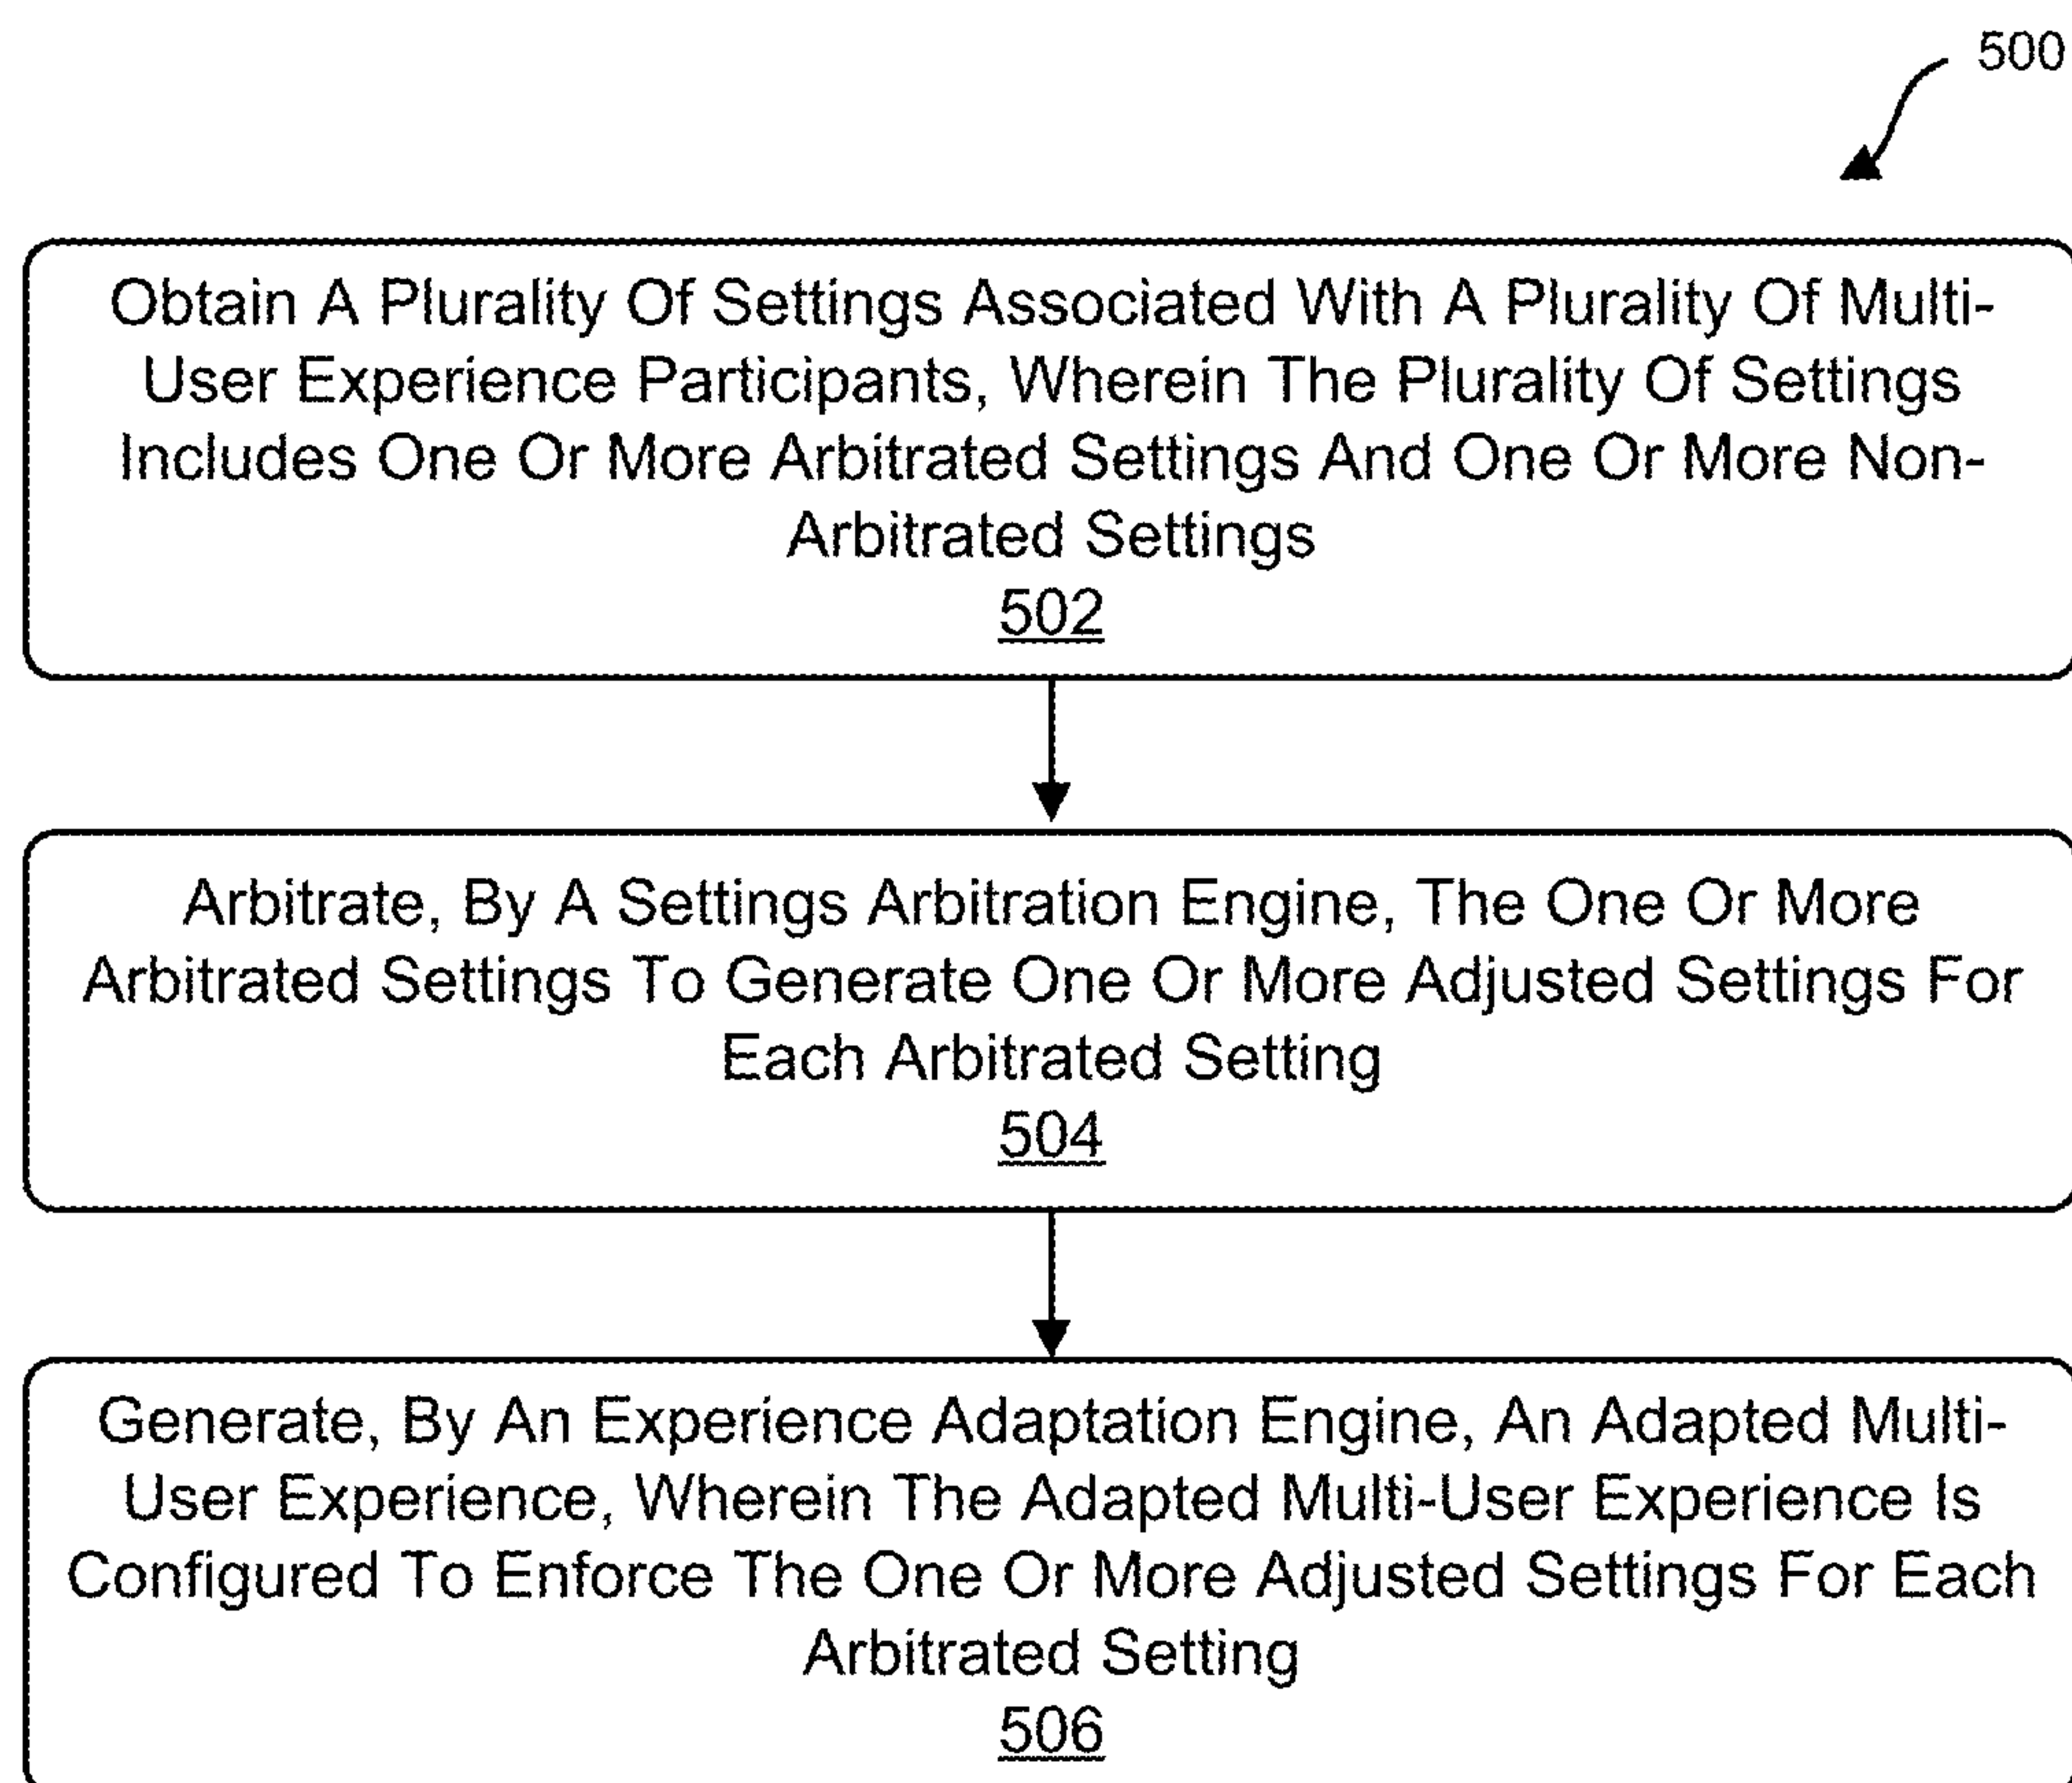 500
Obtain A Plurality Of Settings Associated With A Plurality Of Multi-
User Experience Participants, Wherein The Plurality Of Settings
Includes One Or More Arbitrated Settings And One Or More Non-
Arbitrated Settings
502
Arbitrate, By A Settings Arbitration Engine, The One Or More
Arbitrated Settings To Generate One Or More Adjusted Settings For
Each Arbitrated Setting
504
Generate, By An Experience Adaptation Engine, An Adapted Multi-
User Experience, Wherein The Adapted Multi-User Experience Is
Configured To Enforce The One Or More Adjusted Settings For Each
Arbitrated Setting
506